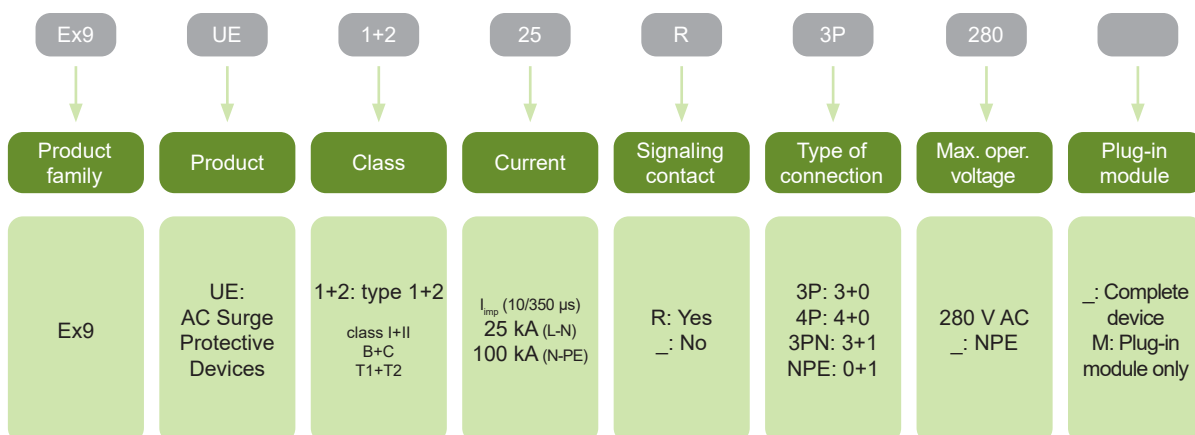 Ex9
UE
1+2
25
R
3P
280
Product
family
Product
Class
Current
Signaling
contact
Type of
connection
Max. oper.
voltage
Plug-in
module
Ex9
UE:
AC Surge
Protective
Devices
1+2: type 1+2
class I+II
B+C
T1+T2
Iimp (10/350 µs)
25 kA (L-N)
100 kA (N-PE)
R: Yes
_: No
3P: 3+0
4P: 4+0
3PN: 3+1
NPE: 0+1
280 V AC
_: NPE
_: Complete
device
M: Plug-in
module only